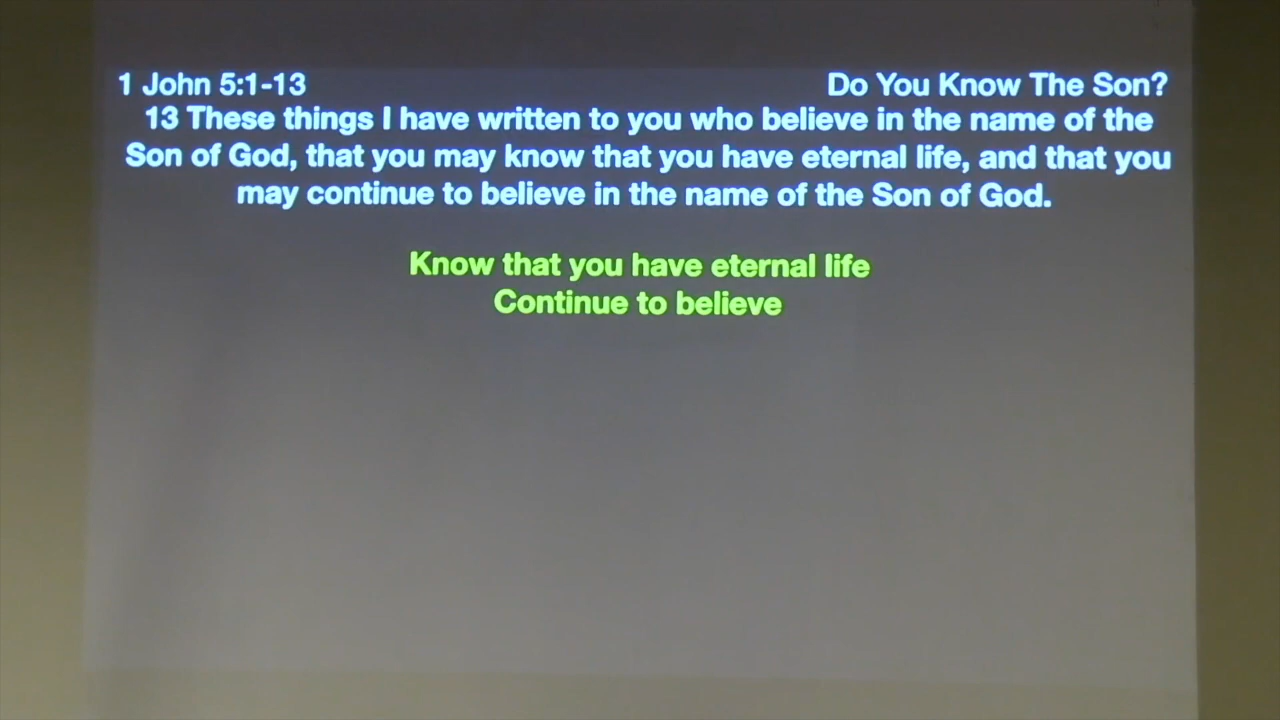 1 John 5:1-13 Do You Know The Son?
13 These things I have written to you who believe in the name of the
Son of God, that you may know that you have eternal life, and that you
may continue to believe in the name of the Son of God.
Know that you have eternal life
Continue to believe